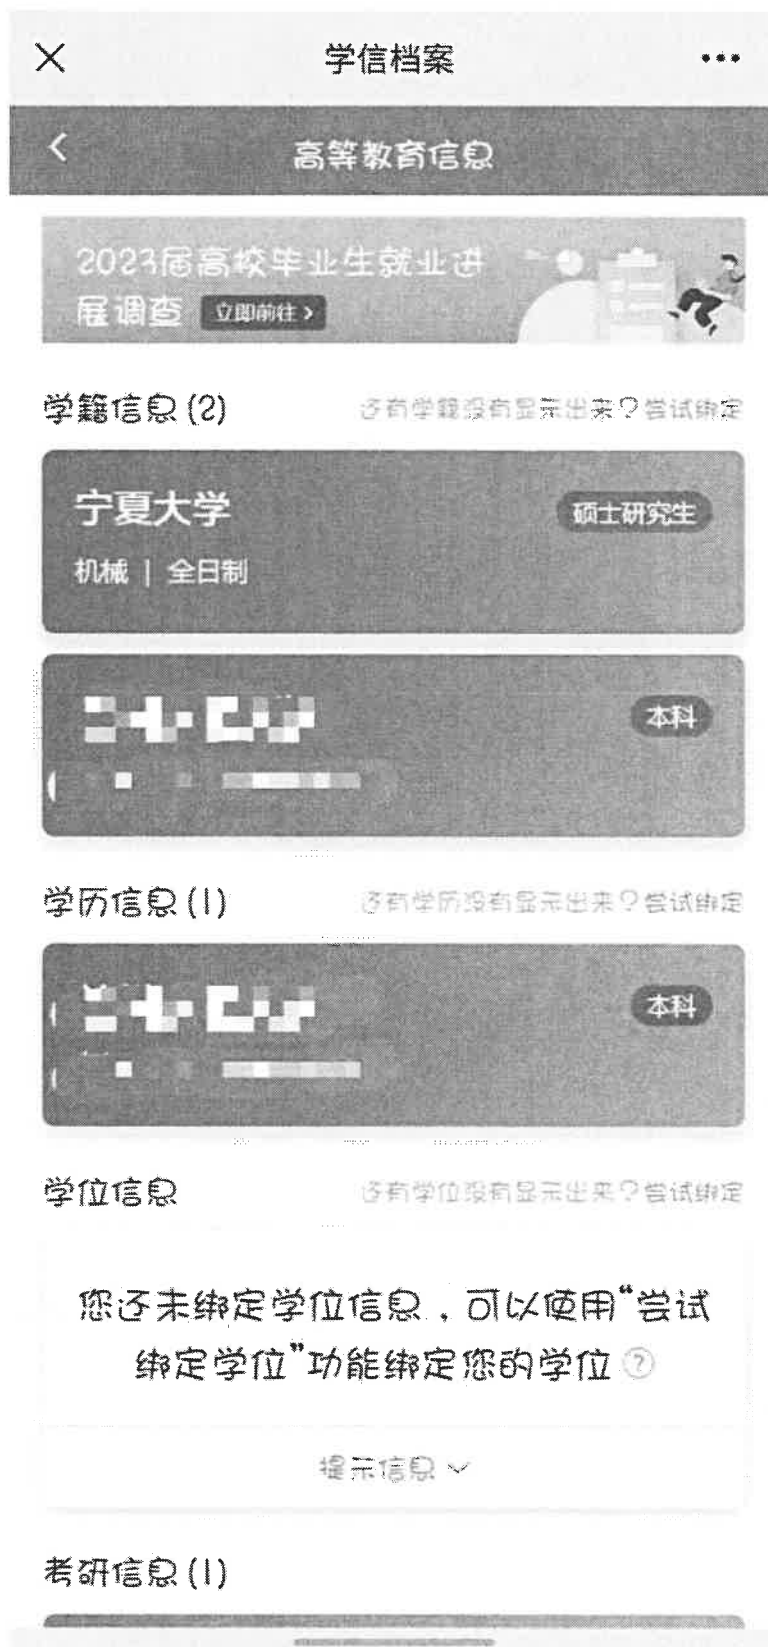 学信档案
高等教育信息
2023届高校毕业生就业进
展调查 立即前往 >
学籍信息(2) 还有学籍没有显示出来?尝试绑定
宁夏大学 硕士研究生
机械 | 全日制
本科
学历信息(1) 还有学历没有显示出来?尝试绑定
本科
学位信息 还有学位没有显示出来?尝试绑定
您还未绑定学位信息，可以使用“尝试
绑定学位”功能绑定您的学位 ?
提示信息
考研信息(1)